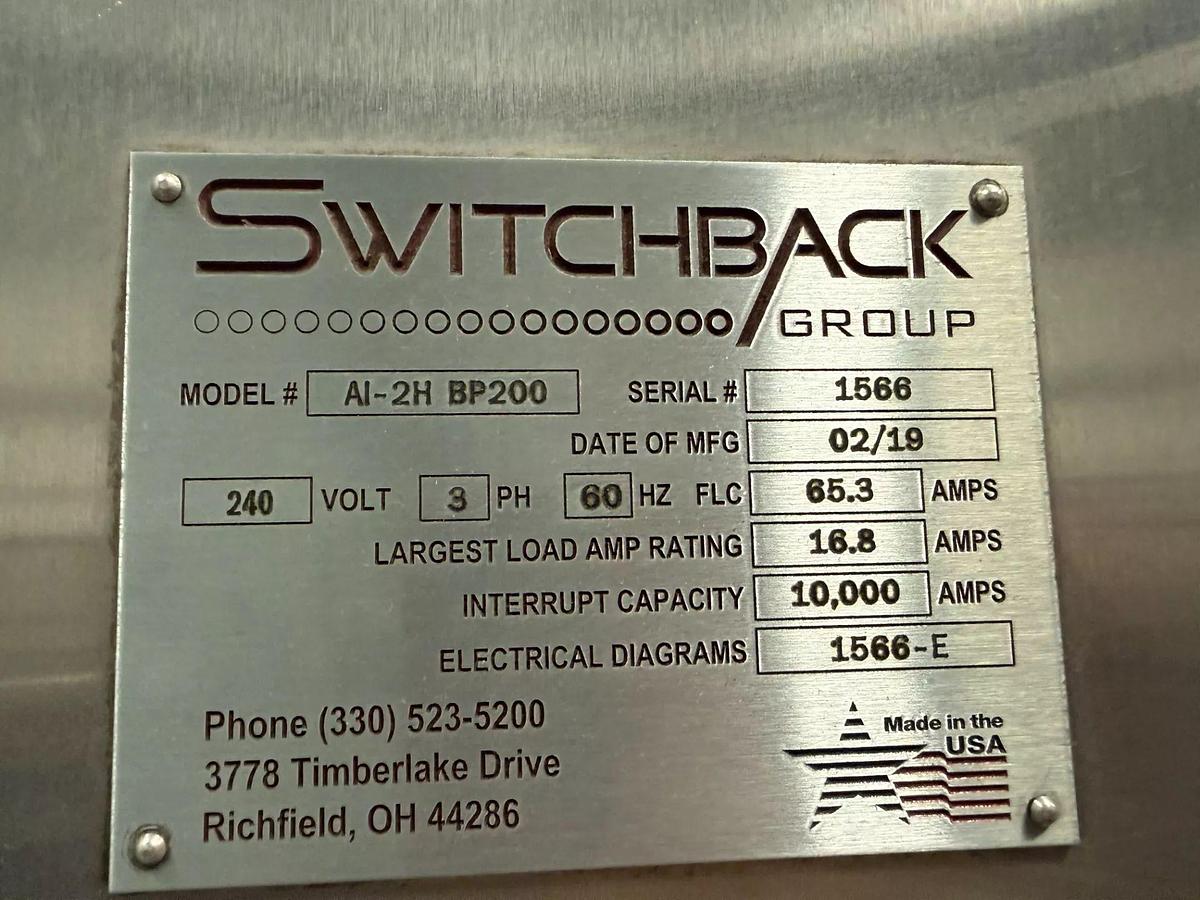 SWITCHBACK
GROUP
MODEL # AI-2H BP200 SERIAL # 1566
DATE OF MFG 02/19
240 VOLT 3 PH 60 HZ FLC 65.3 AMPS
LARGEST LOAD AMP RATING 16.8 AMPS
INTERRUPT CAPACITY 10,000 AMPS
ELECTRICAL DIAGRAMS 1566-E
Phone (330) 523-5200
3778 Timberlake Drive
Richfield, OH 44286
Made in the
USA